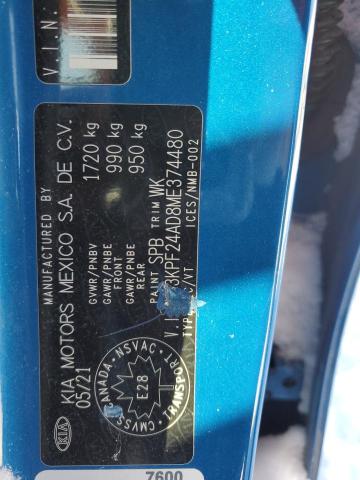 V.I.N.
MANUFACTURED BY
KIA MOTORS MEXICO S.A. DE C.V.
KIA
05/21
GVWR/PNBV 1720 kg
GAWR/PNBE FRONT 990 kg
GAWR/PNBE REAR 950 kg
PAINT SPB TRIM WK
3KPF24AD8ME374480
ICES/NMB-002
CANADA NSVAC TRANSPORT CMVSS
E28
7600